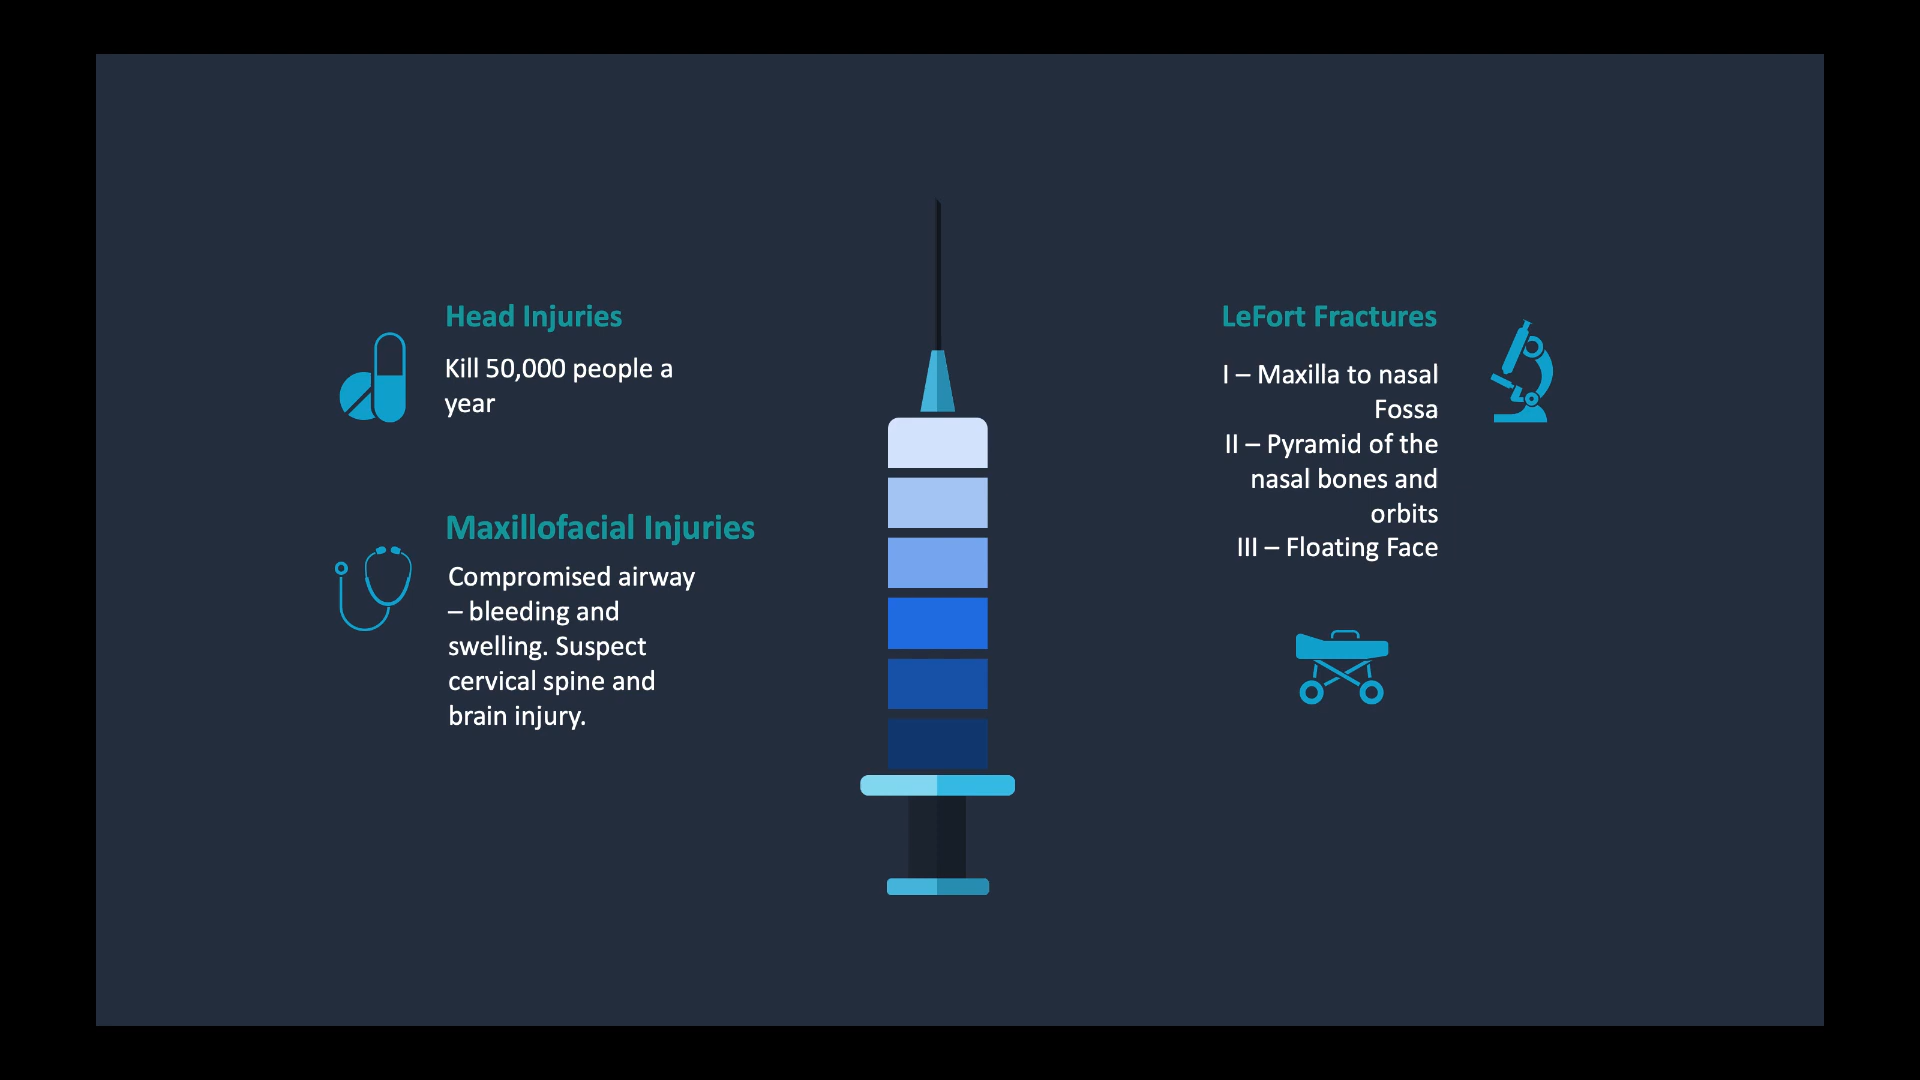 Head Injuries
Kill 50,000 people a
year
Maxillofacial Injuries
Compromised airway
– bleeding and
swelling. Suspect
cervical spine and
brain injury.
LeFort Fractures
I – Maxilla to nasal
Fossa
II – Pyramid of the
nasal bones and
orbits
III – Floating Face